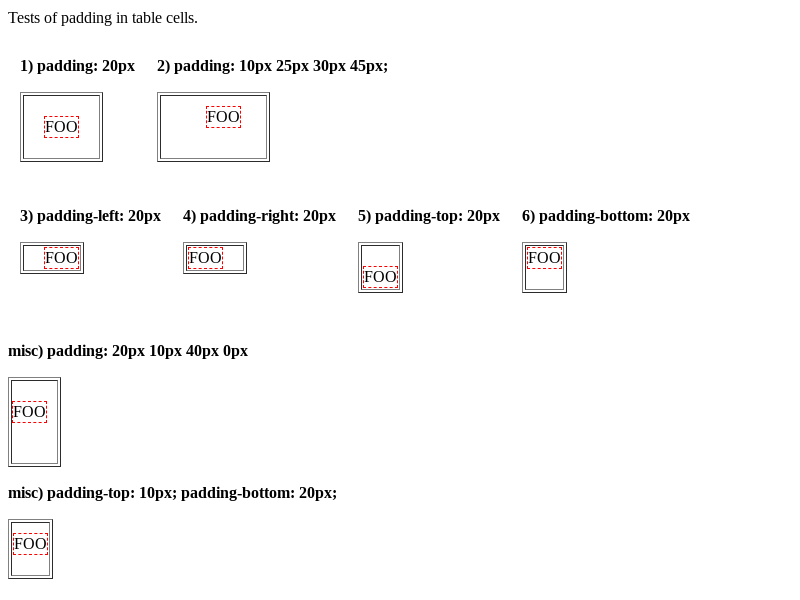 Tests of padding in table cells.
1) padding: 20px 2) padding: 10px 25px 30px 45px;
FOO FOO
3) padding-left: 20px 4) padding-right: 20px 5) padding-top: 20px 6) padding-bottom: 20px
FOO FOO FOO FOO
misc) padding: 20px 10px 40px 0px
FOO
misc) padding-top: 10px; padding-bottom: 20px;
FOO